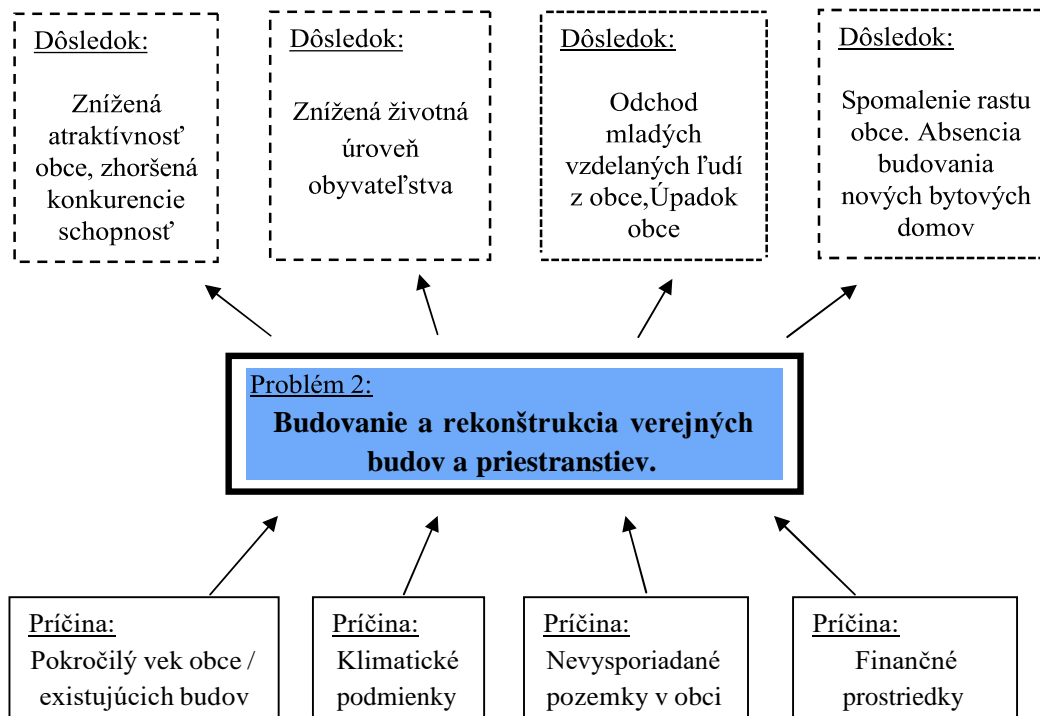 Dôsledok:
Znížená
atraktívnosť
obce, zhoršená
konkurencie
schopnosť
Dôsledok:
Znížená životná
úroveň
obyvateľstva
Dôsledok:
Odchod
mladých
vzdelaných ľudí
z obce,Úpadok
obce
Dôsledok:
Spomalenie rastu
obce. Absencia
budovania
nových bytových
domov
Problém 2:
Budovanie a rekonštrukcia verejných
budov a priestranstiev.
Príčina:
Pokročilý vek obce /
existujúcich budov
Príčina:
Klimatické
podmienky
Príčina:
Nevysporiadané
pozemky v obci
Príčina:
Finančné
prostriedky